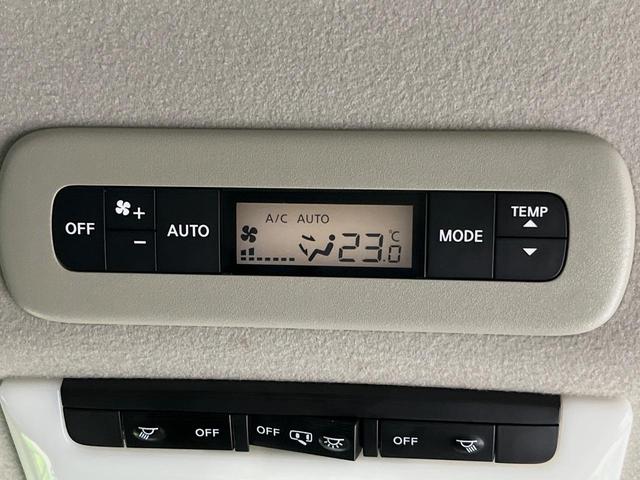 OFF + - AUTO A/C AUTO 23.0 °C MODE TEMP
OFF OFF OFF